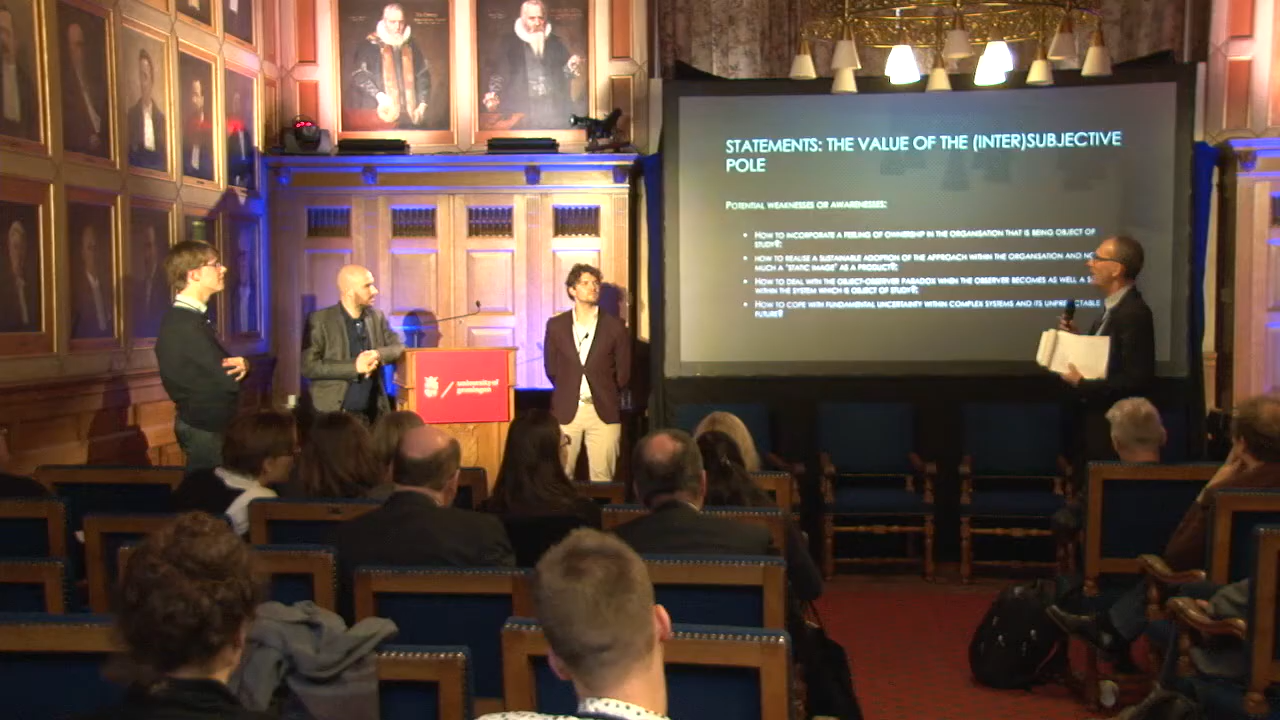 STATEMENTS: THE VALUE OF THE (INTER)SUBJECTIVE
POLE
POTENTIAL WEAKNESSES OR AWARENESSES:
• HOW TO INCORPORATE A FEELING OF OWNERSHIP IN THE ORGANISATION THAT IS BEING OBJECT OF
STUDY?;
• HOW TO REALISE A SUSTAINABLE ADOPTION OF THE APPROACH WITHIN THE ORGANISATION AND
MUCH A "STATIC IMAGE" AS A PRODUCT?;
• HOW TO DEAL WITH THE OBJECT-OBSERVER PARADOX WHEN THE OBSERVER BECOMES AS WELL A
WITHIN THE SYSTEM WHICH IS OBJECT OF STUDY?;
• HOW TO COPE WITH FUNDAMENTAL UNCERTAINTY WITHIN COMPLEX SYSTEMS AND ITS
FUTURE?
university of
groningen